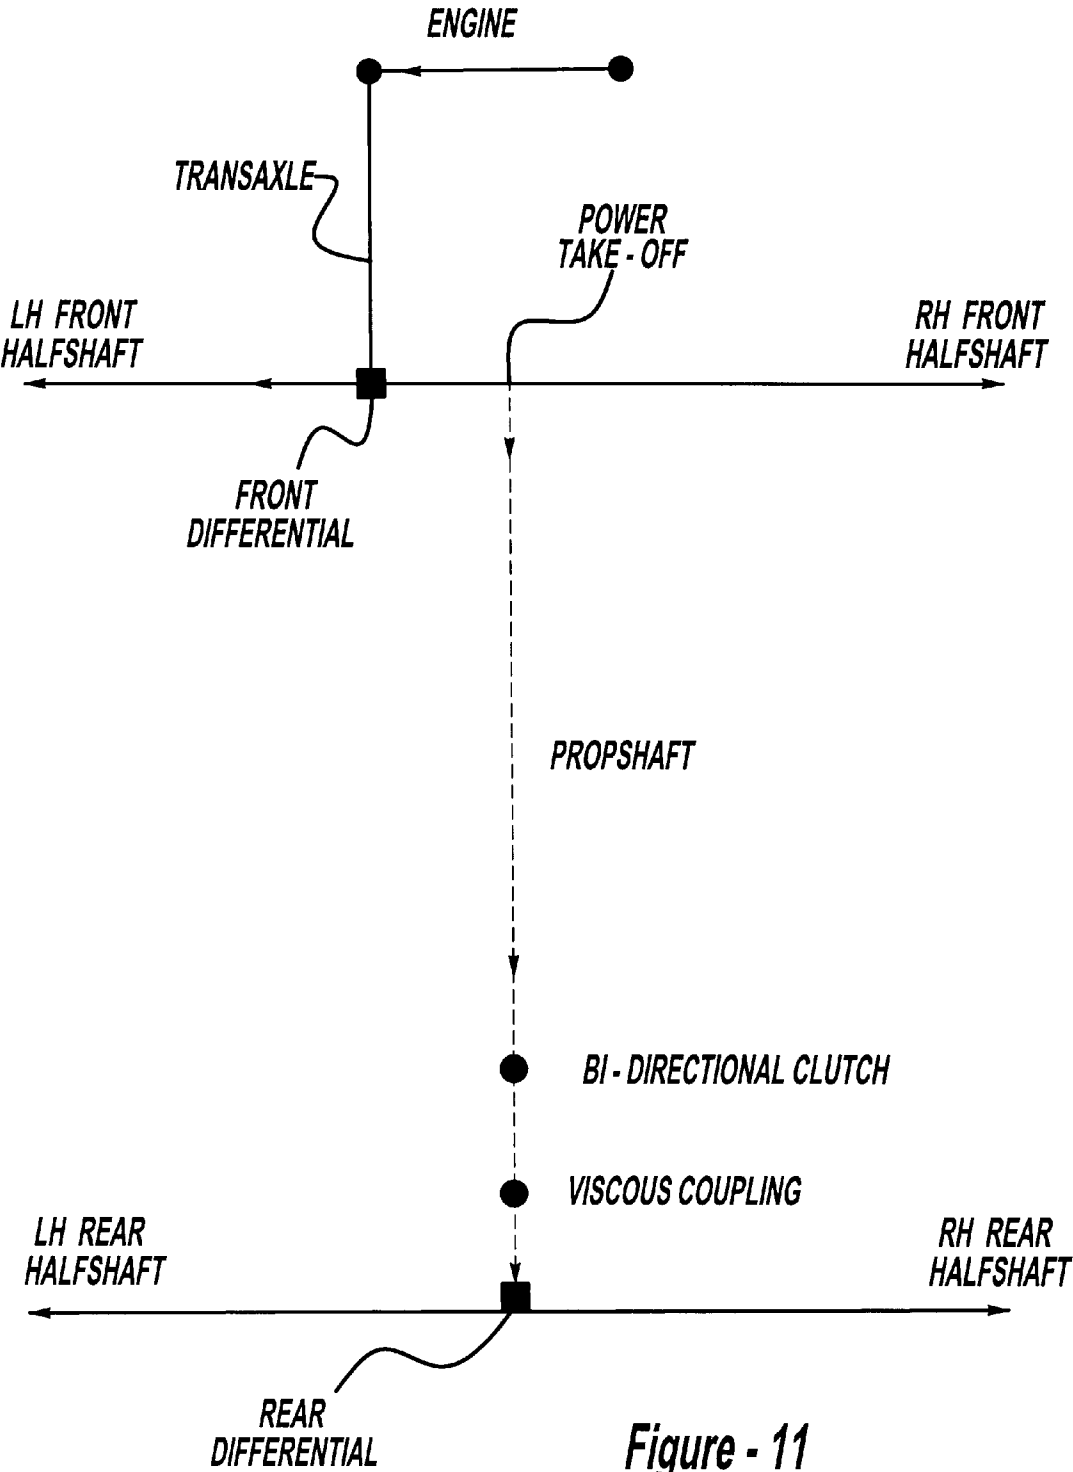 ENGINE
TRANSAXLE
POWER
TAKE - OFF
LH FRONT
HALFSHAFT
RH FRONT
HALFSHAFT
FRONT
DIFFERENTIAL
PROPSHAFT
BI - DIRECTIONAL CLUTCH
VISCOUS COUPLING
LH REAR
HALFSHAFT
RH REAR
HALFSHAFT
REAR
DIFFERENTIAL
Figure - 11